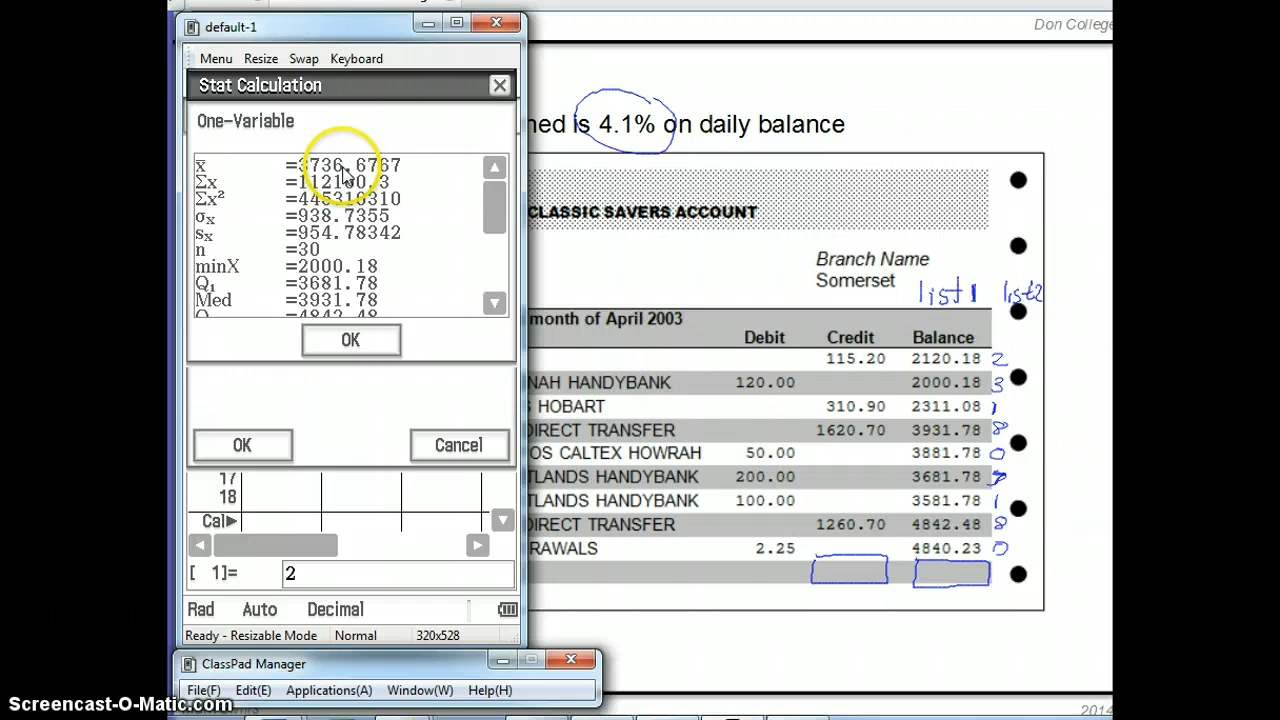 default-1
Menu Resize Swap Keyboard
Stat Calculation
One-Variable
x̄ =3736.6767
Σx
Σx² =445318310
σx =938.7355
sx =954.78342
n =30
minX =2000.18
Q₁ =3681.78
Med =3931.78
OK
OK Cancel
17
18
Cal▶
[ 1]= 2
Rad Auto Decimal
Ready - Resizable Mode Normal 320x528
ClassPad Manager
File(F) Edit(E) Applications(A) Window(W) Help(H)
Don College
is 4.1% on daily balance
CLASSIC SAVERS ACCOUNT
Branch Name
Somerset
list1 list2
month of April 2003
Debit Credit Balance
115.20 2120.18 2
NAH HANDYBANK 120.00 2000.18 3
S HOBART 310.90 2311.08 1
DIRECT TRANSFER 1620.70 3931.78 8
OS CALTEX HOWRAH 50.00 3881.78 0
TLANDS HANDYBANK 200.00 3681.78
TLANDS HANDYBANK 100.00 3581.78 1
DIRECT TRANSFER 1260.70 4842.48 8
RAWALS 2.25 4840.23 0
2014
Screencast-O-Matic.com